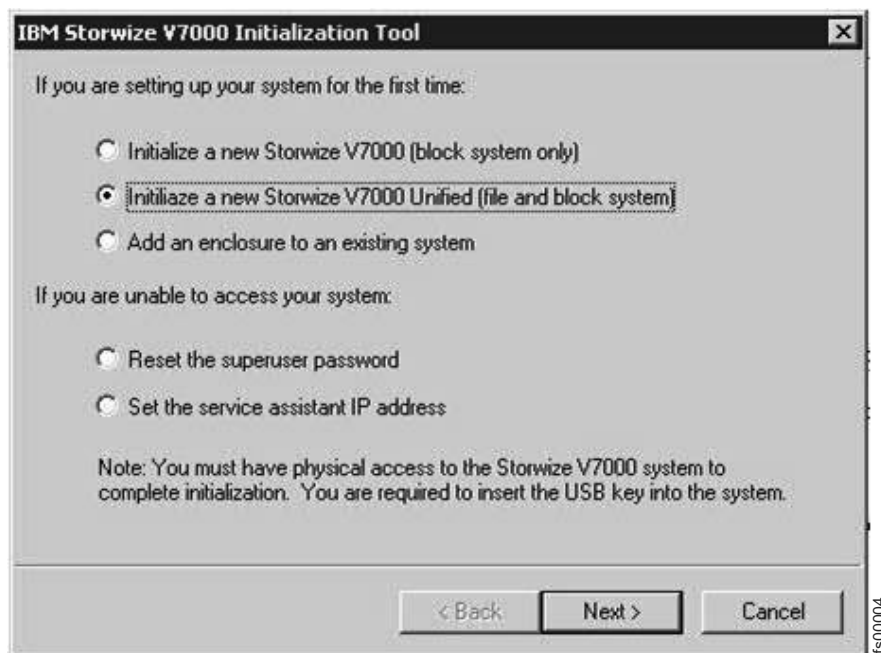 IBM Storwize V7000 Initialization Tool
If you are setting up your system for the first time:
Initialize a new Storwize V7000 (block system only)
Initiliaze a new Storwize V7000 Unified (file and block system)
Add an enclosure to an existing system
If you are unable to access your system:
Reset the superuser password
Set the service assistant IP address
Note: You must have physical access to the Storwize V7000 system to
complete initialization. You are required to insert the USB key into the system.
< Back
Next >
Cancel
fs00004